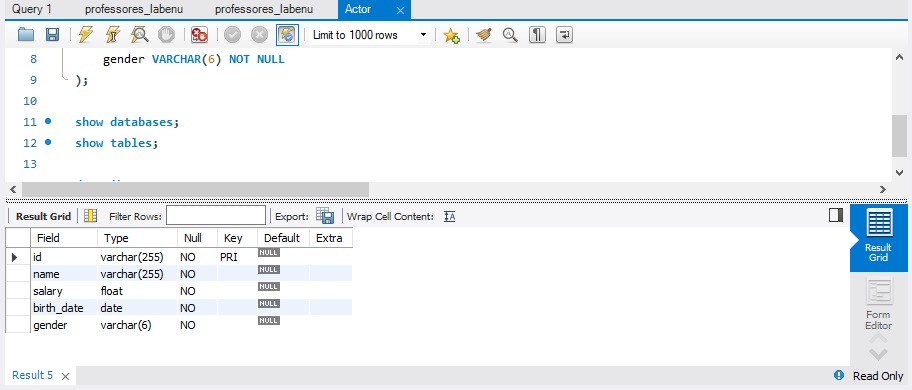 Query 1 professores_labenu professores_labenu Actor
Limit to 1000 rows
8 gender VARCHAR(6) NOT NULL
9 );
10
11 show databases;
12 show tables;
13
Result Grid Filter Rows: Export: Wrap Cell Content:
Field Type Null Key Default Extra
id varchar(255) NO PRI NULL
name varchar(255) NO NULL
salary float NO NULL
birth_date date NO NULL
gender varchar(6) NO NULL
Result
Grid
Form
Editor
Result 5 Read Only